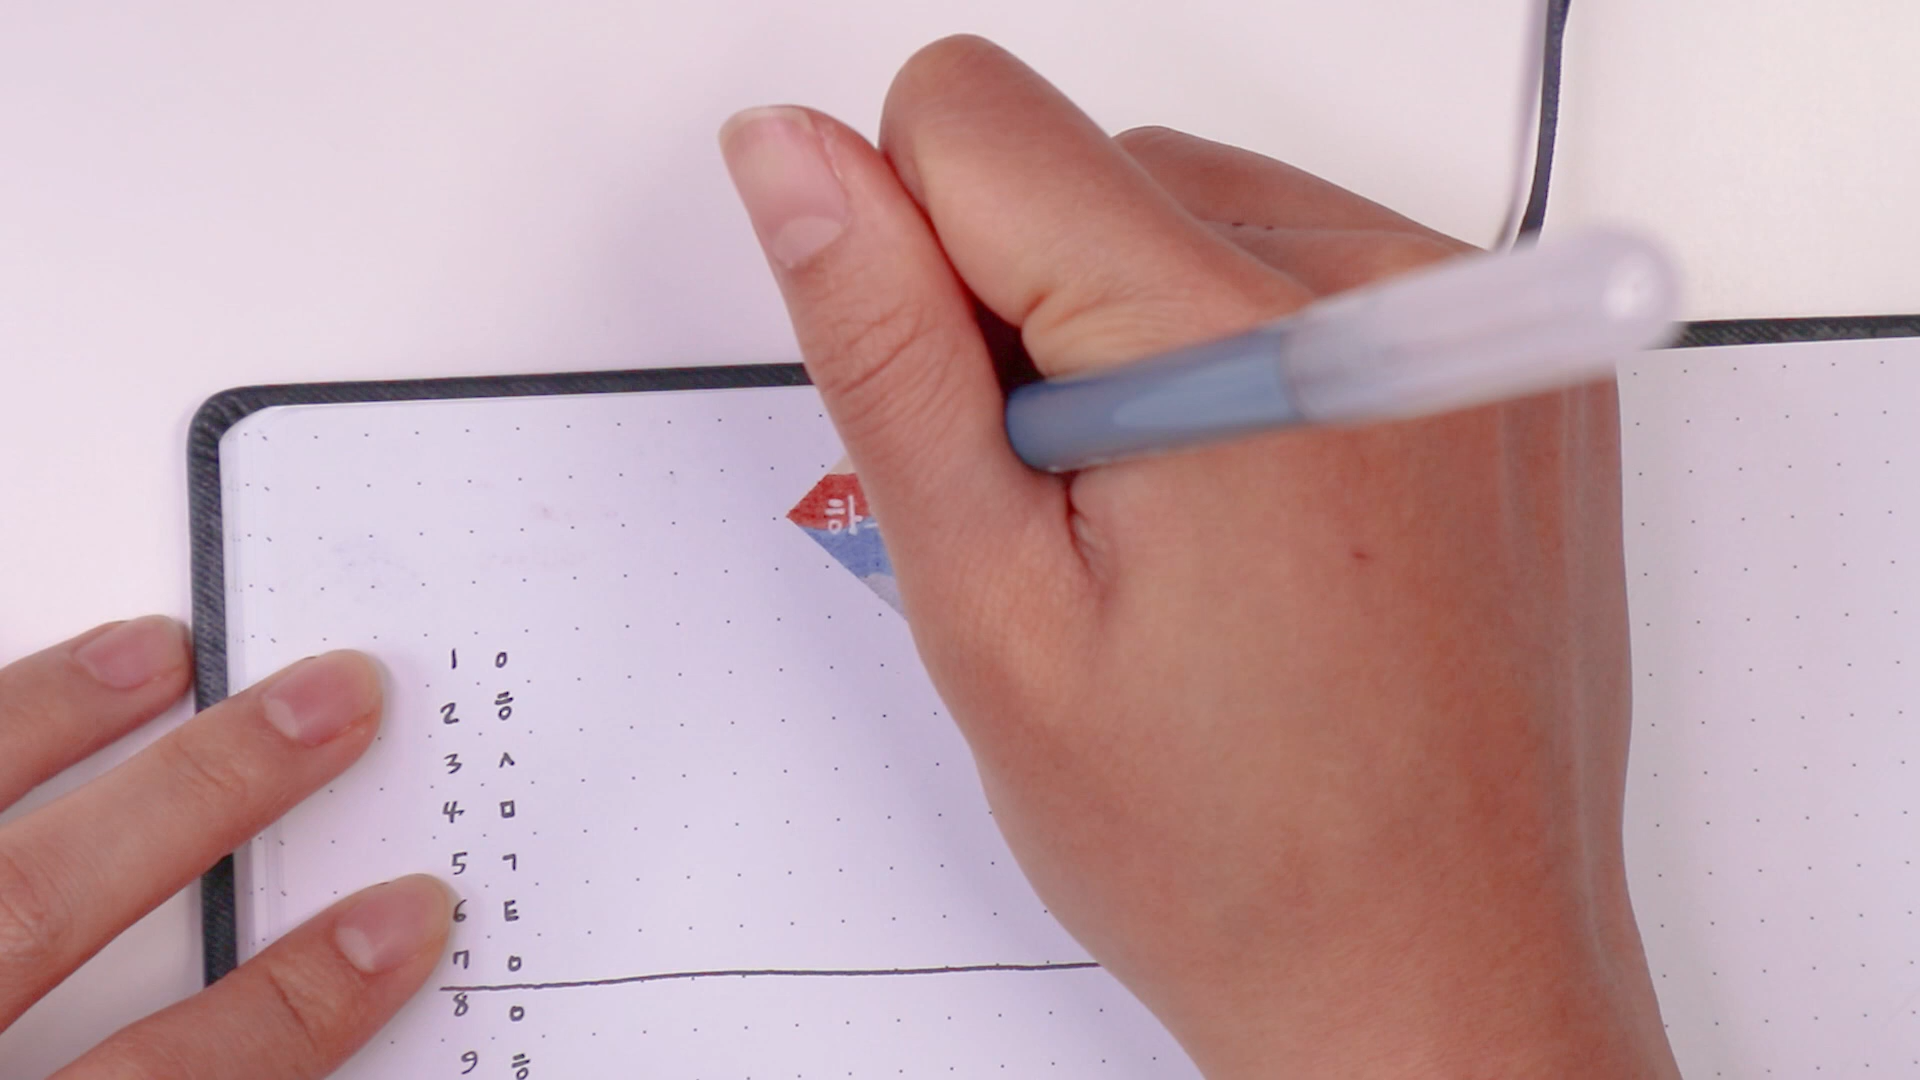 1 ㅇ
2 ㅎ
3 ㅅ
4 ㅁ
5 ㄱ
6 ㅌ
7 ㅇ
8 ㅇ
9 ㅎ